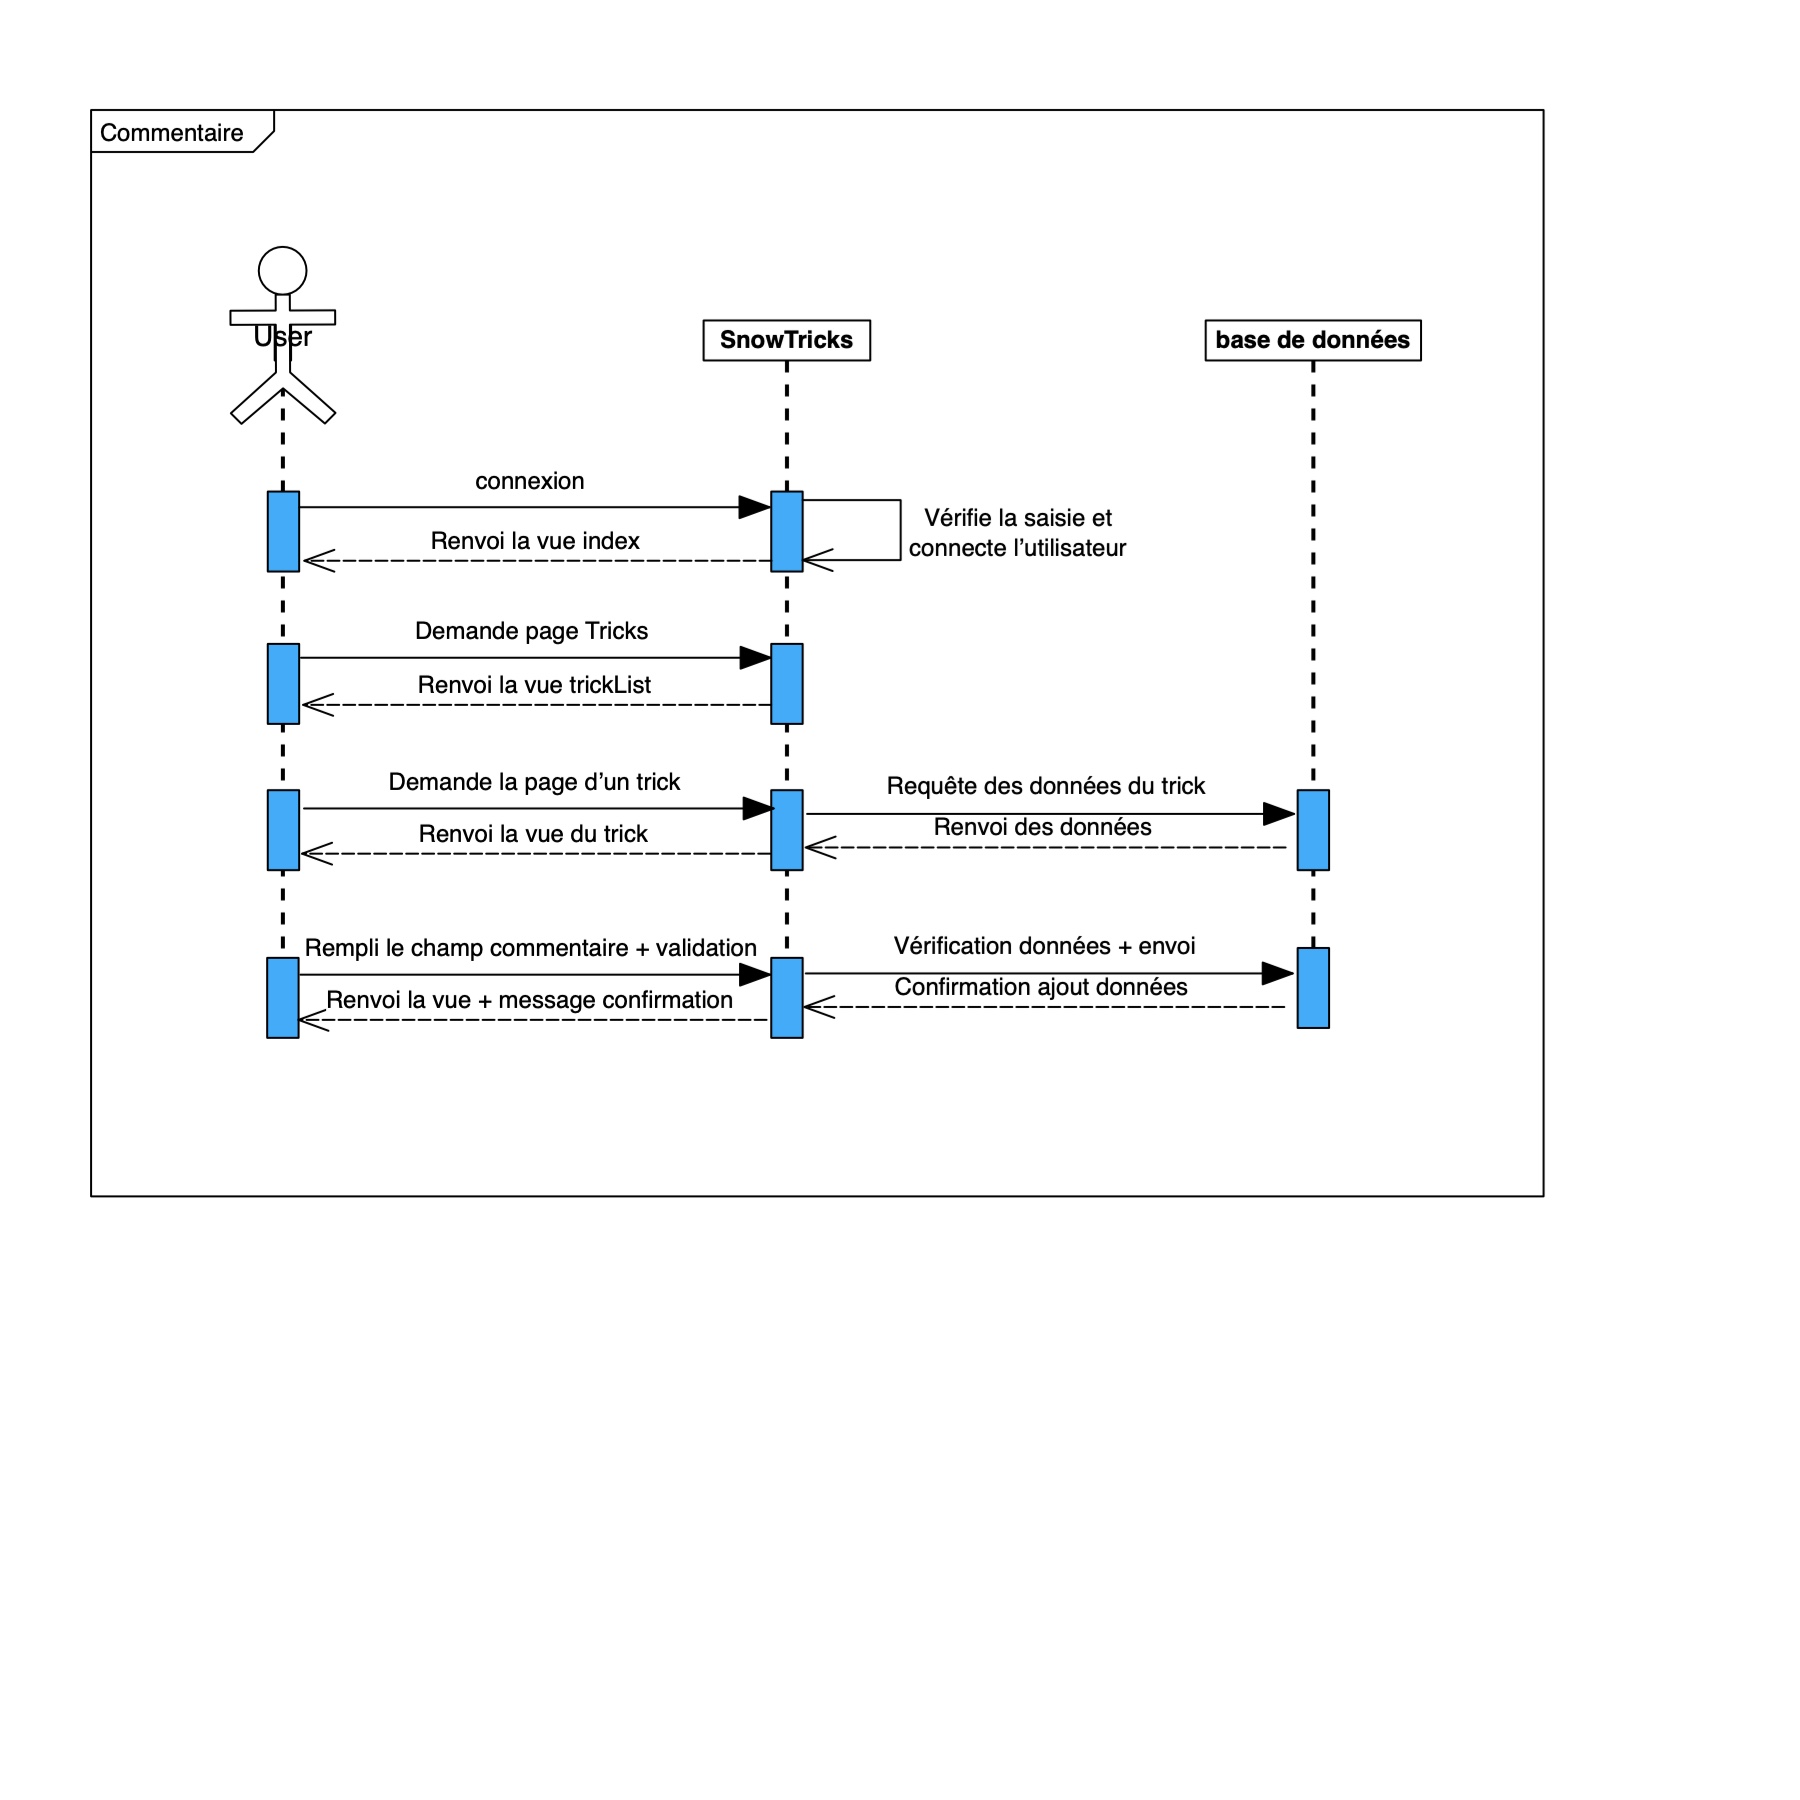 Commentaire
User
SnowTricks
base de données
connexion
Vérifie la saisie et
connecte l’utilisateur
Renvoi la vue index
Demande page Tricks
Renvoi la vue trickList
Demande la page d’un trick
Requête des données du trick
Renvoi la vue du trick
Renvoi des données
Rempli le champ commentaire + validation
Vérification données + envoi
Renvoi la vue + message confirmation
Confirmation ajout données